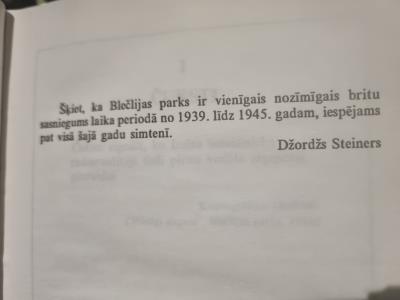 Šķiet, ka Blečlijas parks ir vienīgais nozīmīgais britu
sasniegums laika periodā no 1939. līdz 1945. gadam, iespējams
pat visā šajā gadu simtenī.
Džordžs Steiners